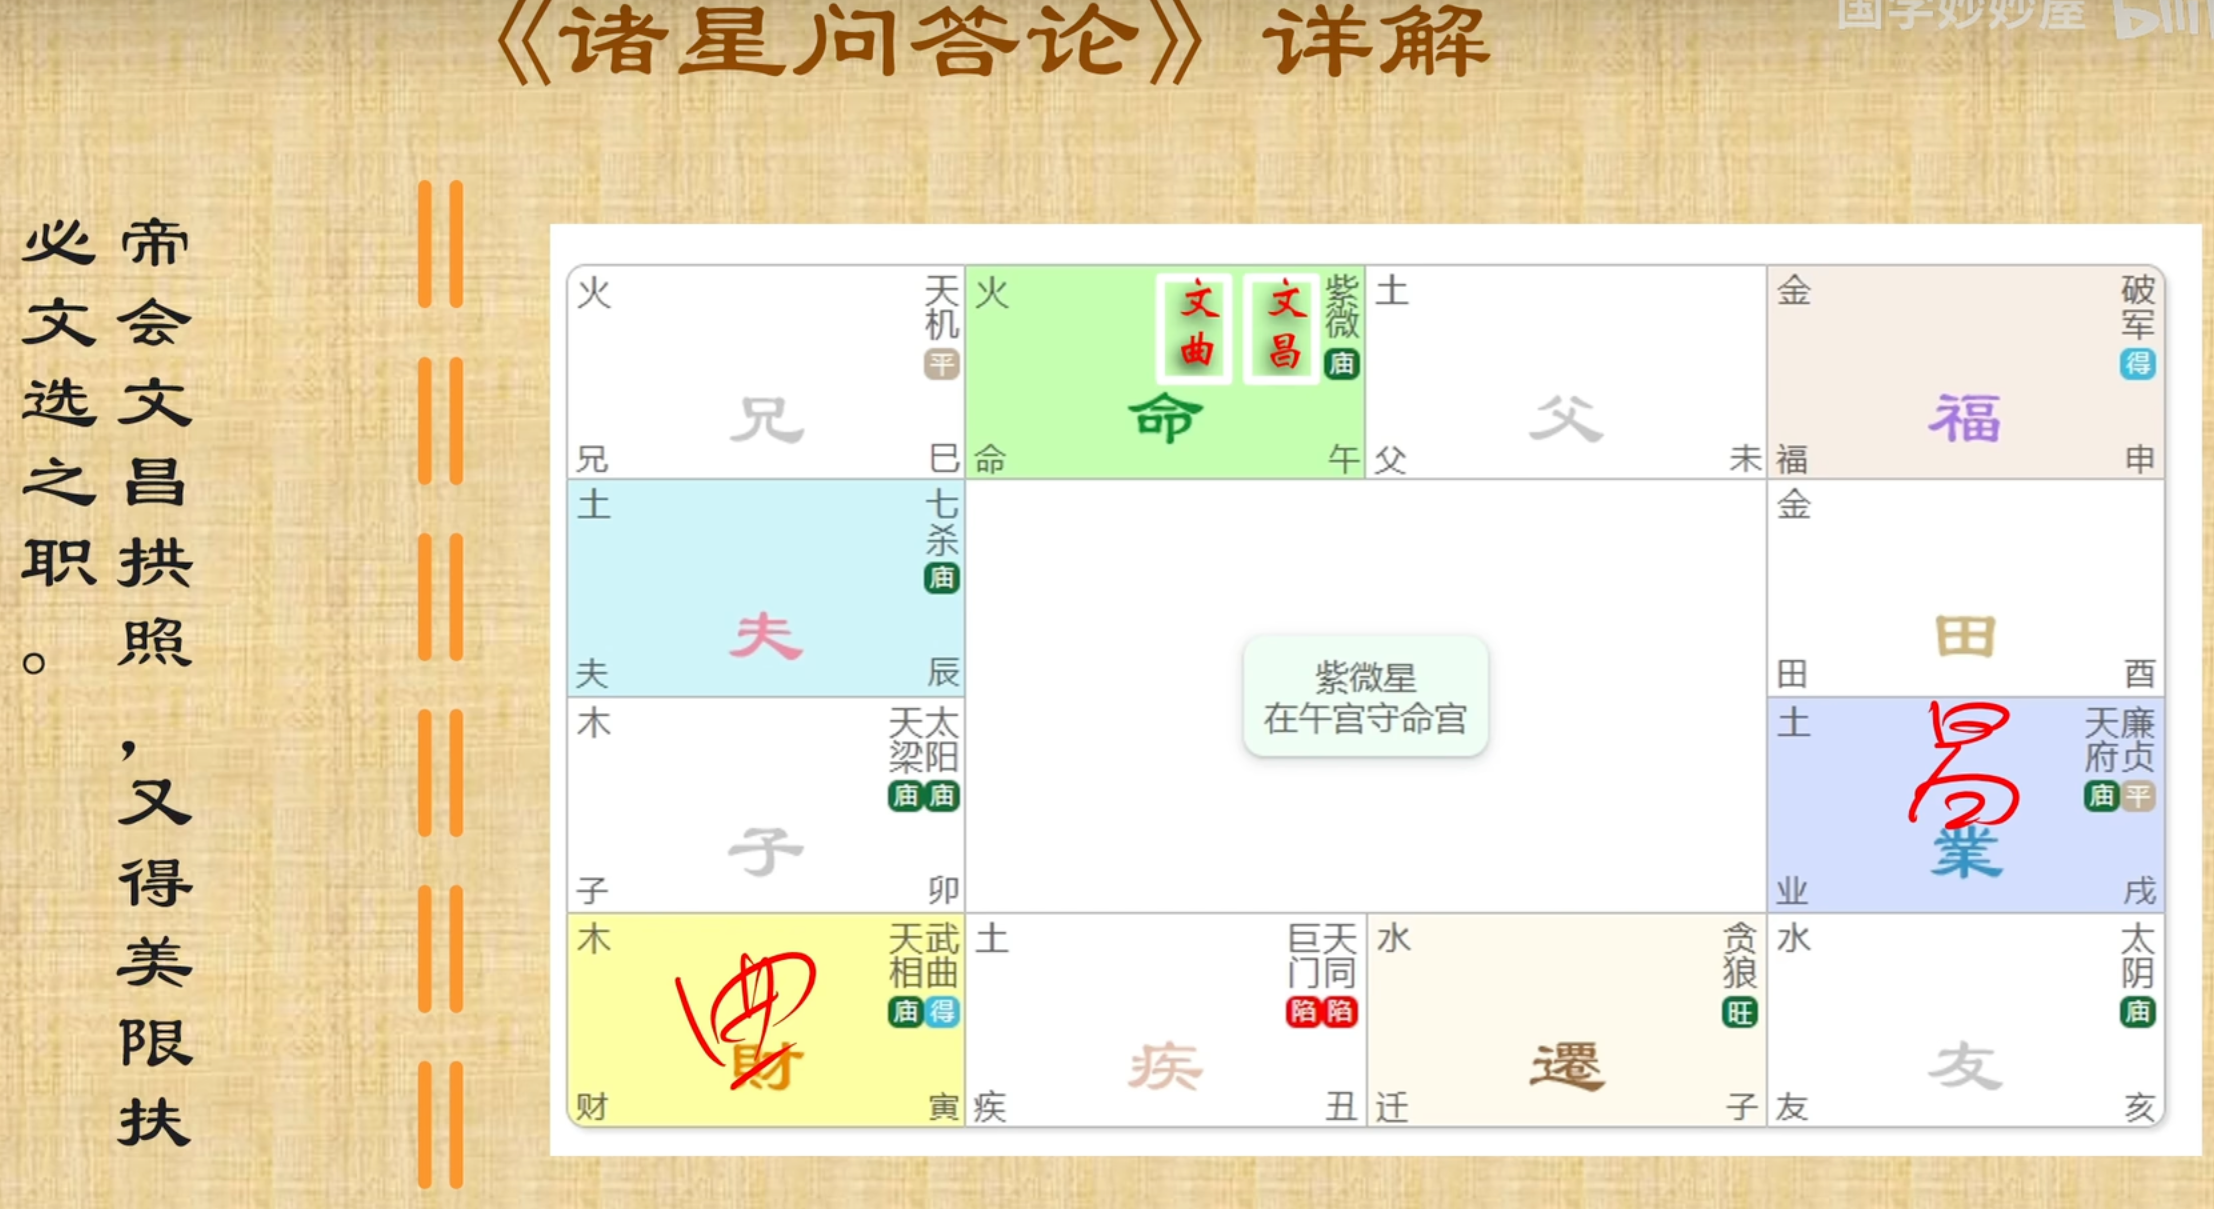 《诸星问答论》详解
国学妙妙屋
帝会文昌拱照，又得美限扶
必文选之职。
火
天机
平
兄
兄
巳
火
文曲
文昌
紫微
庙
命
命
午
土
父
父
未
金
破军
得
福
福
申
土
七杀
庙
夫
夫
辰
紫微星
在午宫守命宫
金
田
田
酉
木
天梁
太阳
庙庙
子
子
卯
土
昌
天府
廉贞
庙平
業
业
戌
木
曲
天相
武曲
庙得
財
财
寅
土
巨门
天同
陷陷
疾
疾
丑
水
贪狼
旺
遷
迁
子
水
太阴
庙
友
友
亥